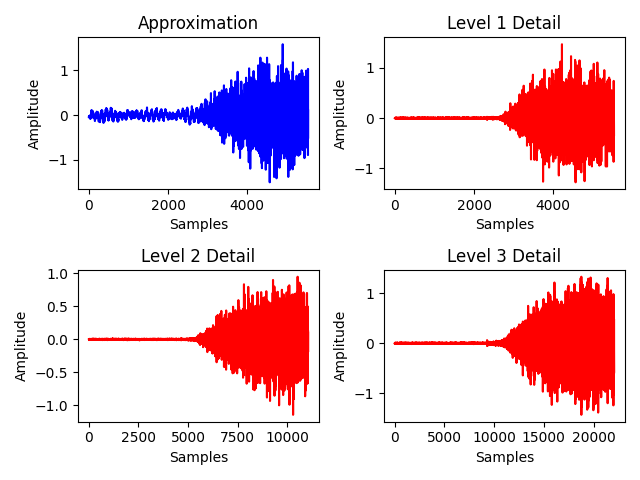 Approximation
Amplitude
1
0
−1
0 2000 4000
Samples
Level 1 Detail
Amplitude
1
0
−1
0 2000 4000
Samples
Level 2 Detail
Amplitude
1.0
0.5
0.0
−0.5
−1.0
0 2500 5000 7500 10000
Samples
Level 3 Detail
Amplitude
1
0
−1
0 5000 10000 15000 20000
Samples